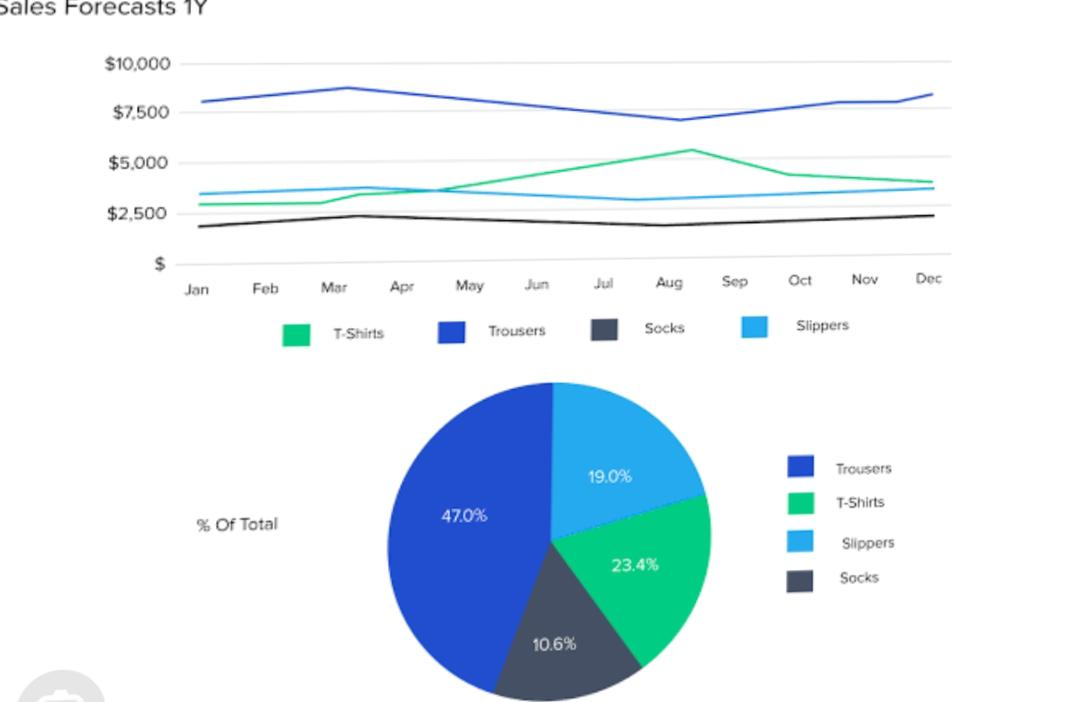 Sales Forecasts 1Y
$10,000
$7,500
$5,000
$2,500
$
Jan Feb Mar Apr May Jun Jul Aug Sep Oct Nov Dec
T-Shirts Trousers Socks Slippers
19.0%
47.0%
23.4%
10.6%
% Of Total
Trousers
T-Shirts
Slippers
Socks